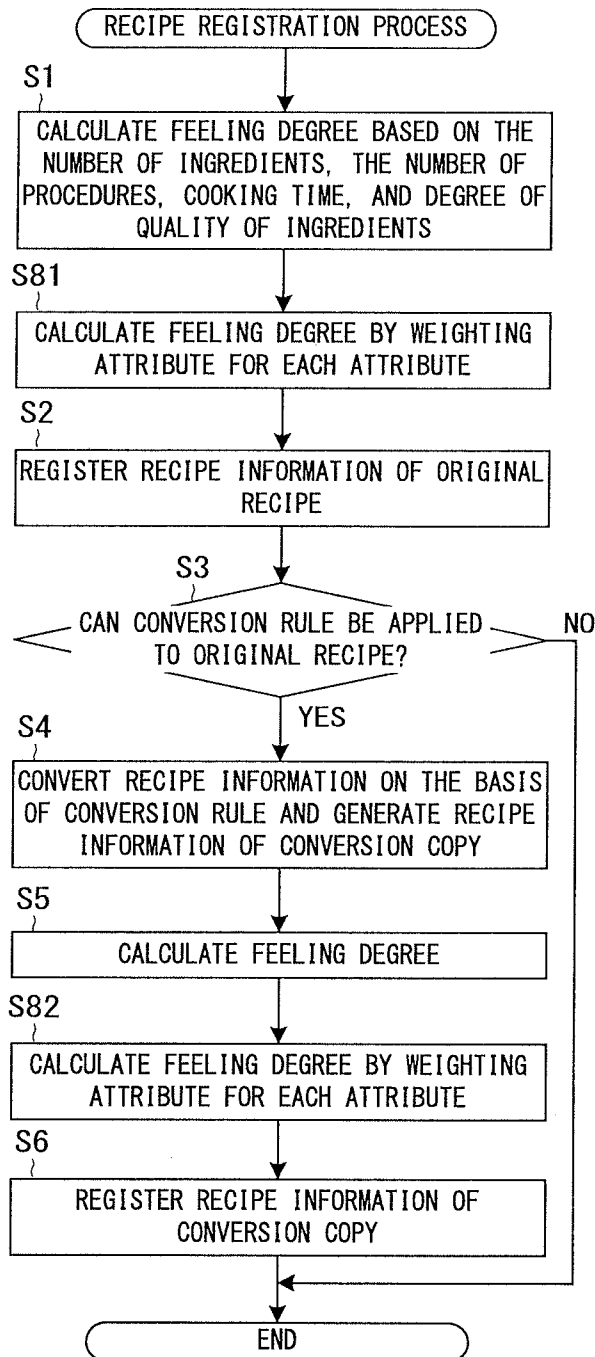 RECIPE REGISTRATION PROCESS
S1
CALCULATE FEELING DEGREE BASED ON THE
NUMBER OF INGREDIENTS, THE NUMBER OF
PROCEDURES, COOKING TIME, AND DEGREE OF
QUALITY OF INGREDIENTS
S81
CALCULATE FEELING DEGREE BY WEIGHTING
ATTRIBUTE FOR EACH ATTRIBUTE
S2
REGISTER RECIPE INFORMATION OF ORIGINAL
RECIPE
S3
CAN CONVERSION RULE BE APPLIED
TO ORIGINAL RECIPE?
NO
YES
S4
CONVERT RECIPE INFORMATION ON THE BASIS
OF CONVERSION RULE AND GENERATE RECIPE
INFORMATION OF CONVERSION COPY
S5
CALCULATE FEELING DEGREE
S82
CALCULATE FEELING DEGREE BY WEIGHTING
ATTRIBUTE FOR EACH ATTRIBUTE
S6
REGISTER RECIPE INFORMATION OF
CONVERSION COPY
END